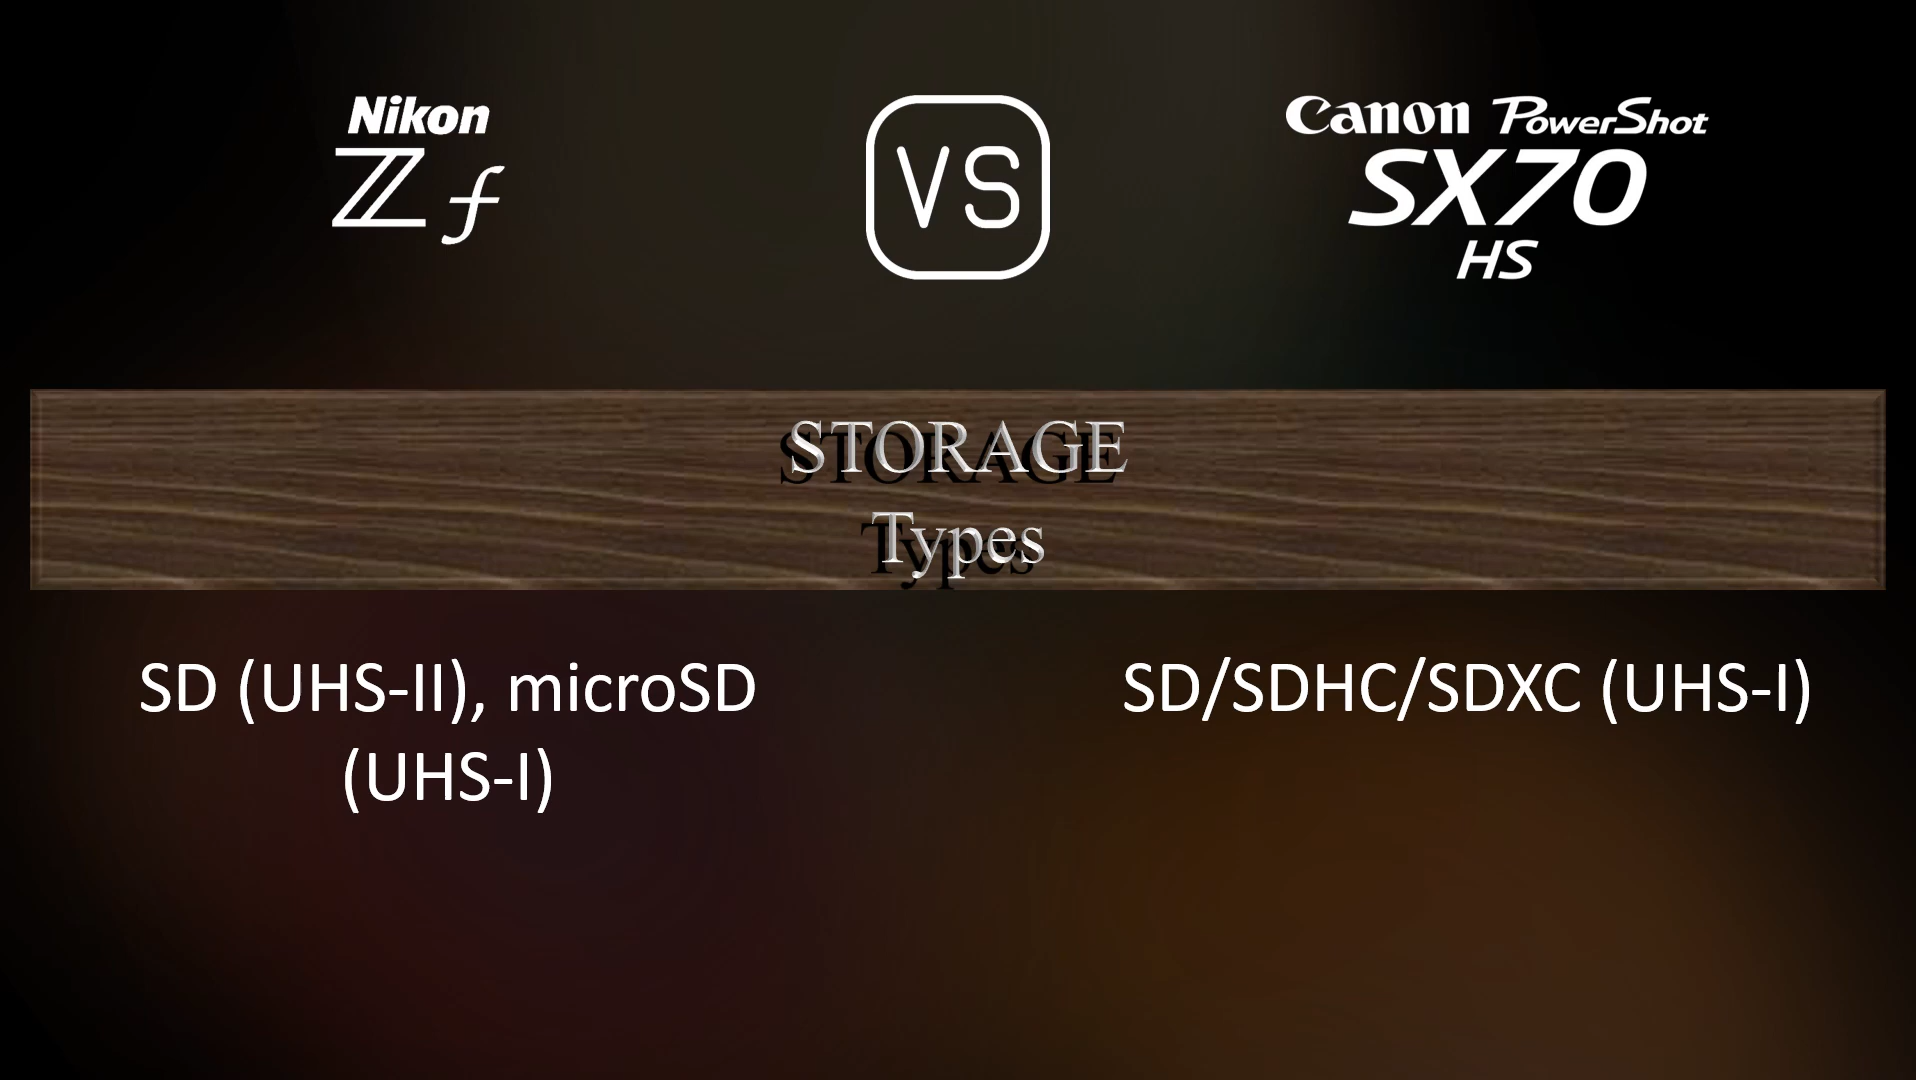 Nikon
Z f
VS
Canon PowerShot
SX70
HS
STORAGE
Types
SD (UHS-II), microSD
(UHS-I)
SD/SDHC/SDXC (UHS-I)